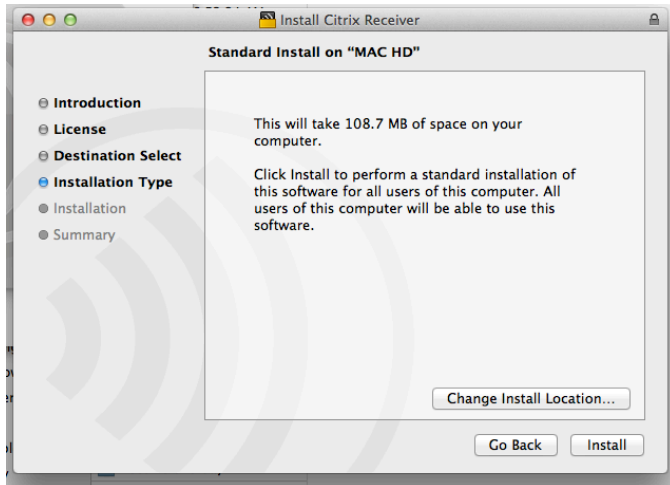 Install Citrix Receiver
Standard Install on “MAC HD”
Introduction
License
Destination Select
Installation Type
Installation
Summary
This will take 108.7 MB of space on your
computer.
Click Install to perform a standard installation of
this software for all users of this computer. All
users of this computer will be able to use this
software.
Change Install Location...
Go Back
Install